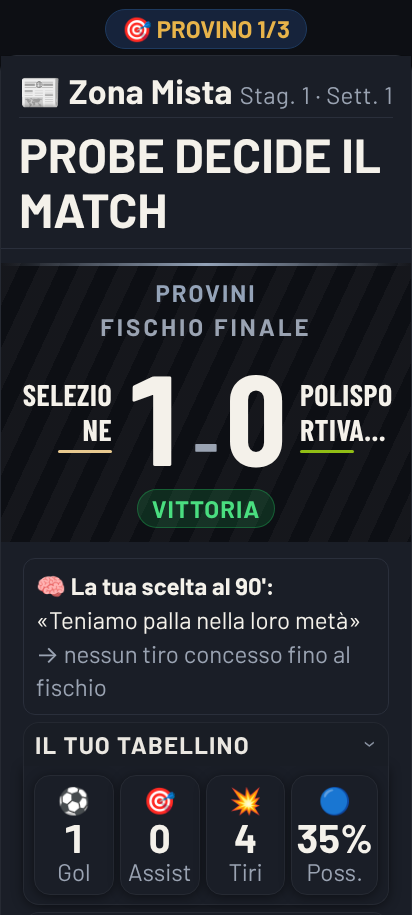 PROVINO 1/3
Zona Mista Stag. 1 · Sett. 1
PROBE DECIDE IL
MATCH
PROVINI
FISCHIO FINALE
SELEZIO
NE
1-0
POLISPO
RTIVA...
VITTORIA
La tua scelta al 90':
«Teniamo palla nella loro metà»
→ nessun tiro concesso fino al
fischio
IL TUO TABELLINO
1 0 4 35%
Gol Assist Tiri Poss.